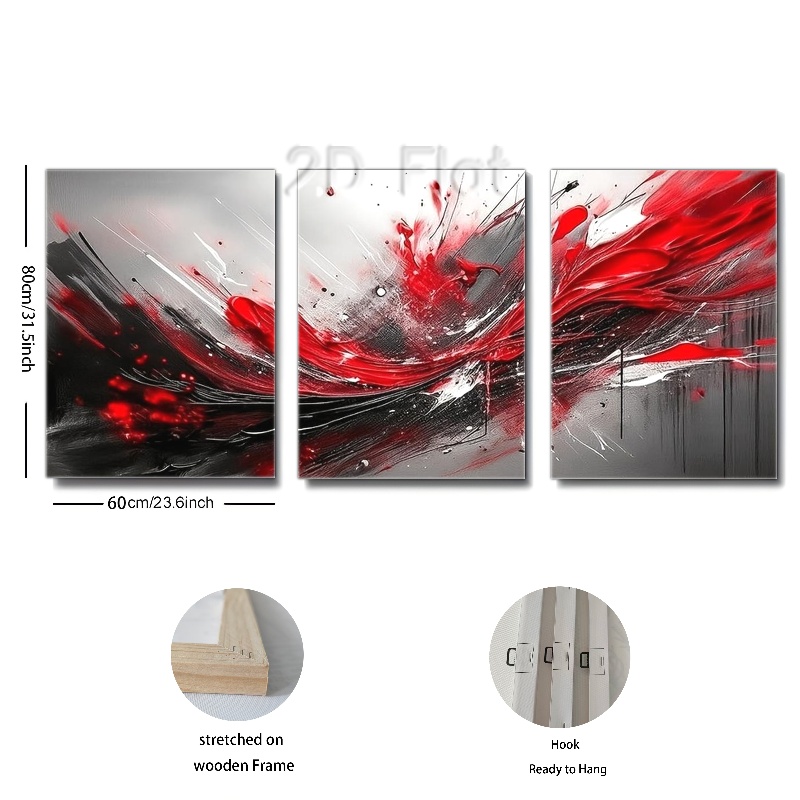 2D Flat
80cm/31.5inch
60cm/23.6inch
stretched on
wooden Frame
Hook
Ready to Hang